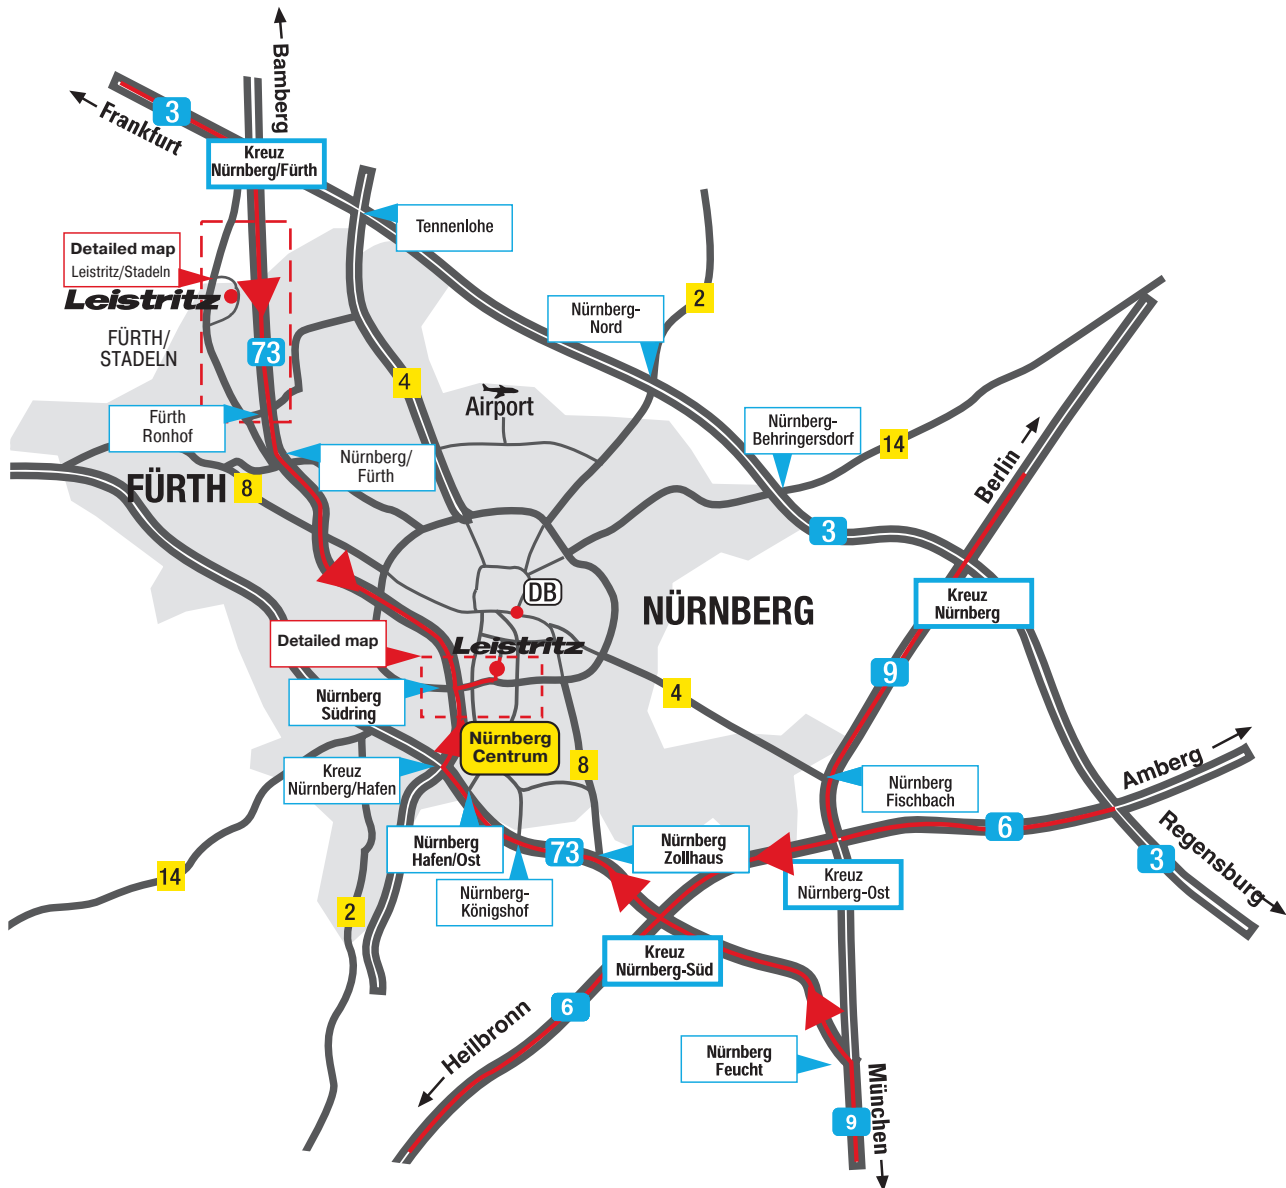 Bamberg
Frankfurt
3
Kreuz
Nürnberg/Fürth
Tennenlohe
Detailed map
Leistritz/Stadeln
Leistritz
FÜRTH/
STADELN
73
Nürnberg-
Nord
2
4
Airport
Fürth
Ronhof
Nürnberg/
Fürth
Nürnberg-
Behringersdorf
14
Berlin
FÜRTH
8
3
DB
NÜRNBERG
Kreuz
Nürnberg
Detailed map
Leistritz
9
4
Nürnberg
Südring
Nürnberg
Centrum
8
Kreuz
Nürnberg/Hafen
Nürnberg
Fischbach
Amberg
6
Nürnberg
Hafen/Ost
73
Nürnberg
Zollhaus
Regensburg
3
14
2
Nürnberg-
Königshof
Kreuz
Nürnberg-Ost
Kreuz
Nürnberg-Süd
6
Heilbronn
Nürnberg
Feucht
München
9